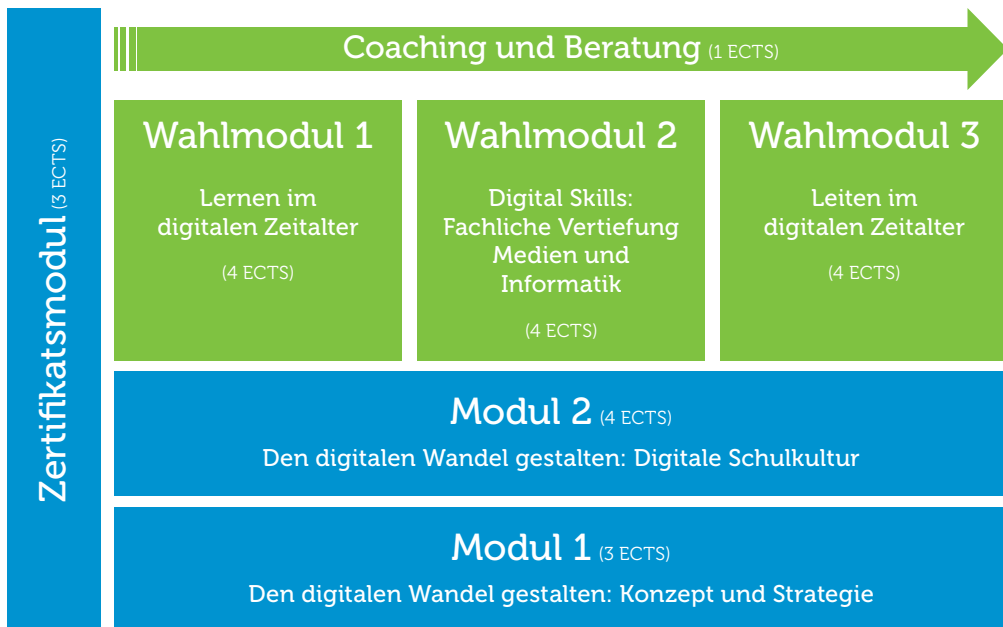 Zertifikatsmodul (3 ECTS)
Coaching und Beratung (1 ECTS)
Wahlmodul 1
Lernen im
digitalen Zeitalter
(4 ECTS)
Wahlmodul 2
Digital Skills:
Fachliche Vertiefung
Medien und
Informatik
(4 ECTS)
Wahlmodul 3
Leiten im
digitalen Zeitalter
(4 ECTS)
Modul 2 (4 ECTS)
Den digitalen Wandel gestalten: Digitale Schulkultur
Modul 1 (3 ECTS)
Den digitalen Wandel gestalten: Konzept und Strategie